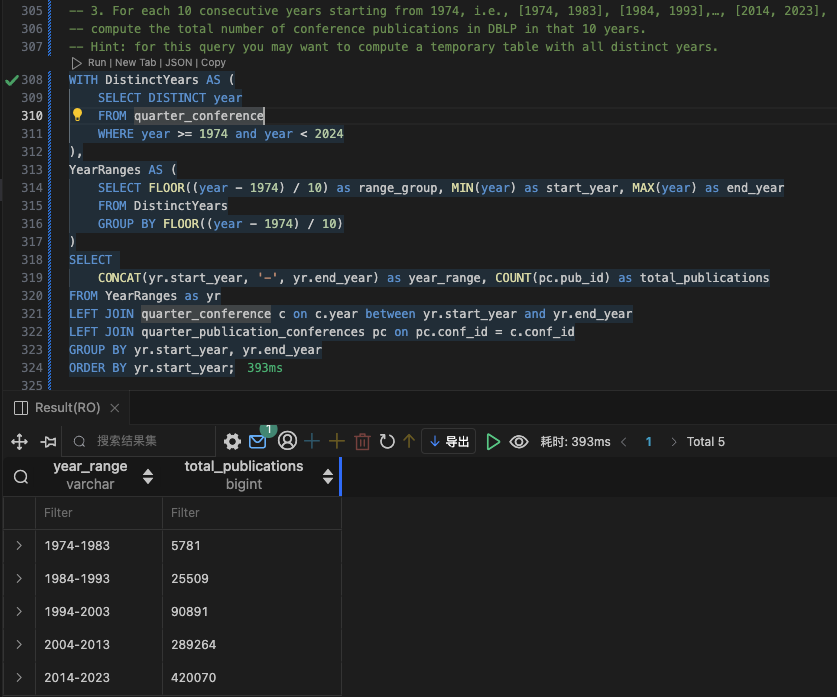 305 -- 3. For each 10 consecutive years starting from 1974, i.e., [1974, 1983], [1984, 1993],…, [2014, 2023],
306 -- compute the total number of conference publications in DBLP in that 10 years.
307 -- Hint: for this query you may want to compute a temporary table with all distinct years.
Run | New Tab | JSON | Copy
308 WITH DistinctYears AS (
309 SELECT DISTINCT year
310 FROM quarter_conference
311 WHERE year >= 1974 and year < 2024
312 ),
313 YearRanges AS (
314 SELECT FLOOR((year - 1974) / 10) as range_group, MIN(year) as start_year, MAX(year) as end_year
315 FROM DistinctYears
316 GROUP BY FLOOR((year - 1974) / 10)
317 )
318 SELECT
319 CONCAT(yr.start_year, '-', yr.end_year) as year_range, COUNT(pc.pub_id) as total_publications
320 FROM YearRanges as yr
321 LEFT JOIN quarter_conference c on c.year between yr.start_year and yr.end_year
322 LEFT JOIN quarter_publication_conferences pc on pc.conf_id = c.conf_id
323 GROUP BY yr.start_year, yr.end_year
324 ORDER BY yr.start_year; 393ms
325
Result(RO)
搜索结果集 1 导出 耗时: 393ms 1 Total 5
year_range total_publications
varchar bigint
Filter Filter
1974-1983 5781
1984-1993 25509
1994-2003 90891
2004-2013 289264
2014-2023 420070